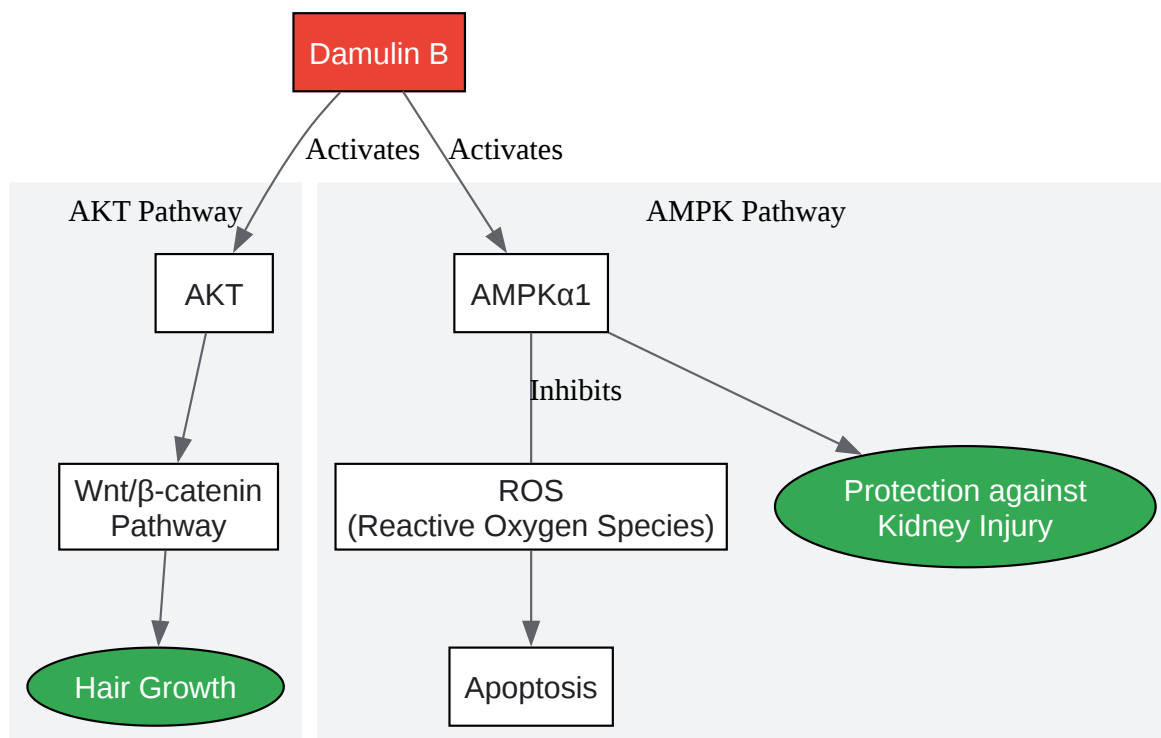 Damulin B
Activates
Activates
AKT Pathway
AMPK Pathway
AKT
AMPKα1
Inhibits
Wnt/β-catenin
Pathway
ROS
(Reactive Oxygen Species)
Protection against
Kidney Injury
Hair Growth
Apoptosis